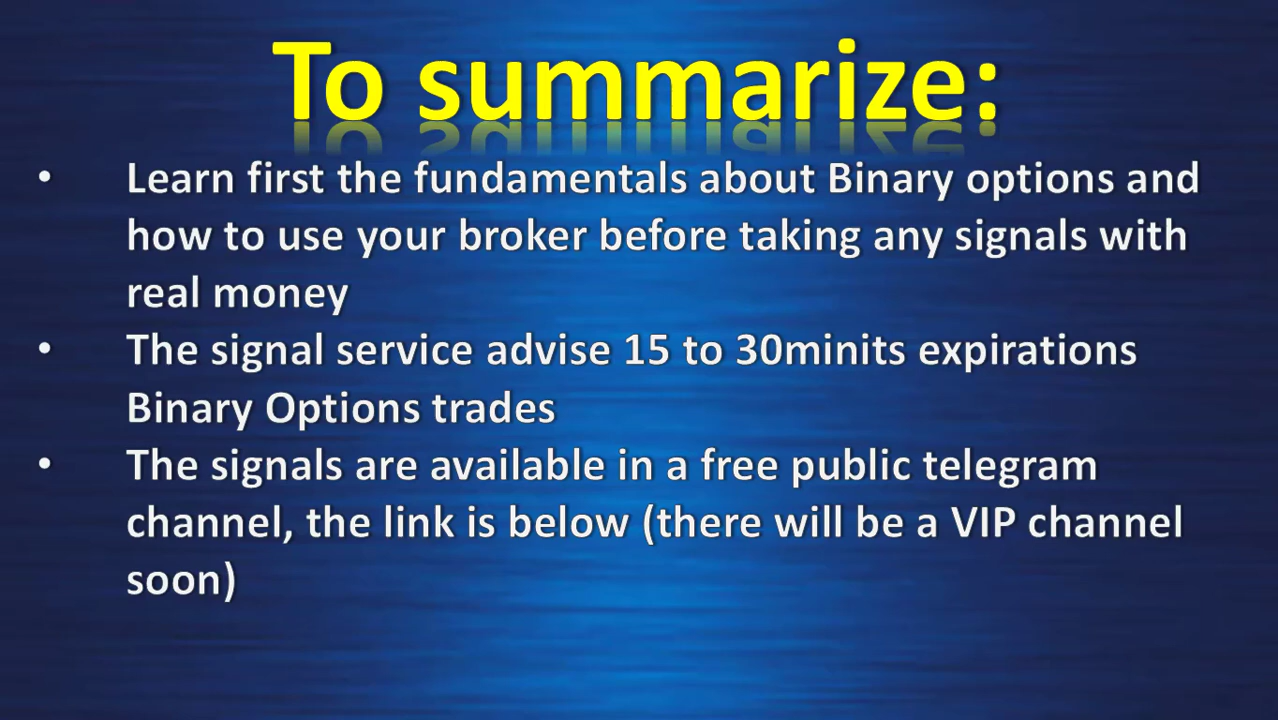 To summarize:
• Learn first the fundamentals about Binary options and
how to use your broker before taking any signals with
real money
• The signal service advise 15 to 30minits expirations
Binary Options trades
• The signals are available in a free public telegram
channel, the link is below (there will be a VIP channel
soon)